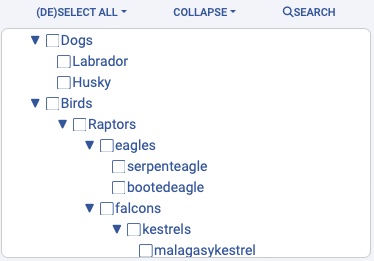 (DE)SELECT ALL COLLAPSE SEARCH
Dogs
Labrador
Husky
Birds
Raptors
eagles
serpenteagle
bootedeagle
falcons
kestrels
malagasykestrel